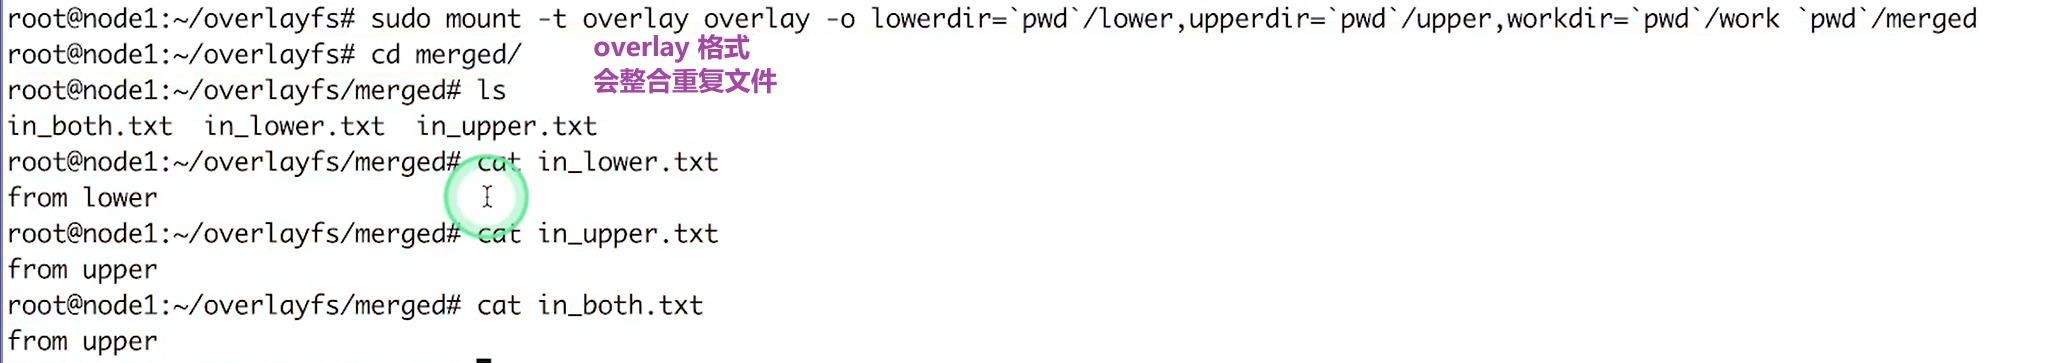 root@node1:~/overlayfs# sudo mount -t overlay overlay -o lowerdir=`pwd`/lower,upperdir=`pwd`/upper,workdir=`pwd`/work `pwd`/merged
root@node1:~/overlayfs# cd merged/
overlay 格式
会整合重复文件
root@node1:~/overlayfs/merged# ls
in_both.txt  in_lower.txt  in_upper.txt
root@node1:~/overlayfs/merged# cat in_lower.txt
from lower
root@node1:~/overlayfs/merged# cat in_upper.txt
from upper
root@node1:~/overlayfs/merged# cat in_both.txt
from upper